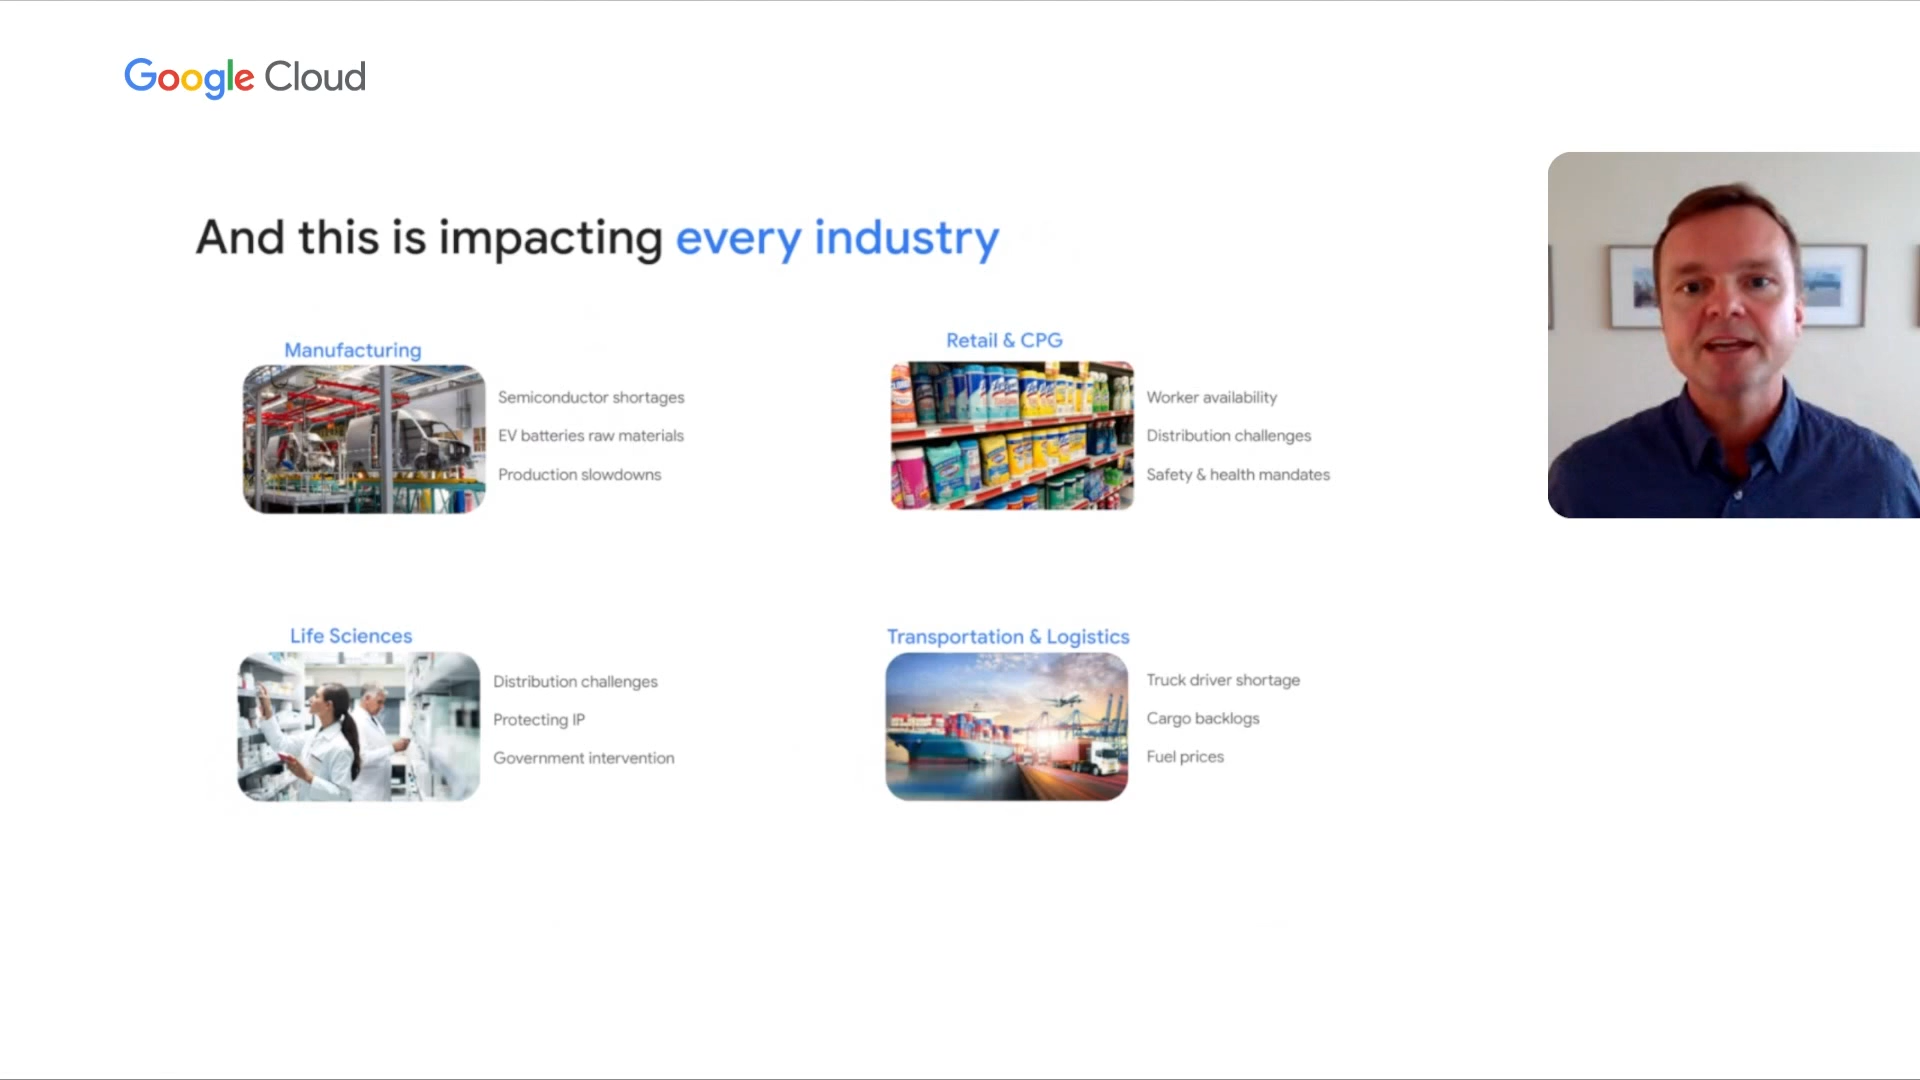 Google Cloud
And this is impacting every industry
Manufacturing
Semiconductor shortages
EV batteries raw materials
Production slowdowns
Retail & CPG
Worker availability
Distribution challenges
Safety & health mandates
Life Sciences
Distribution challenges
Protecting IP
Government intervention
Transportation & Logistics
Truck driver shortage
Cargo backlogs
Fuel prices